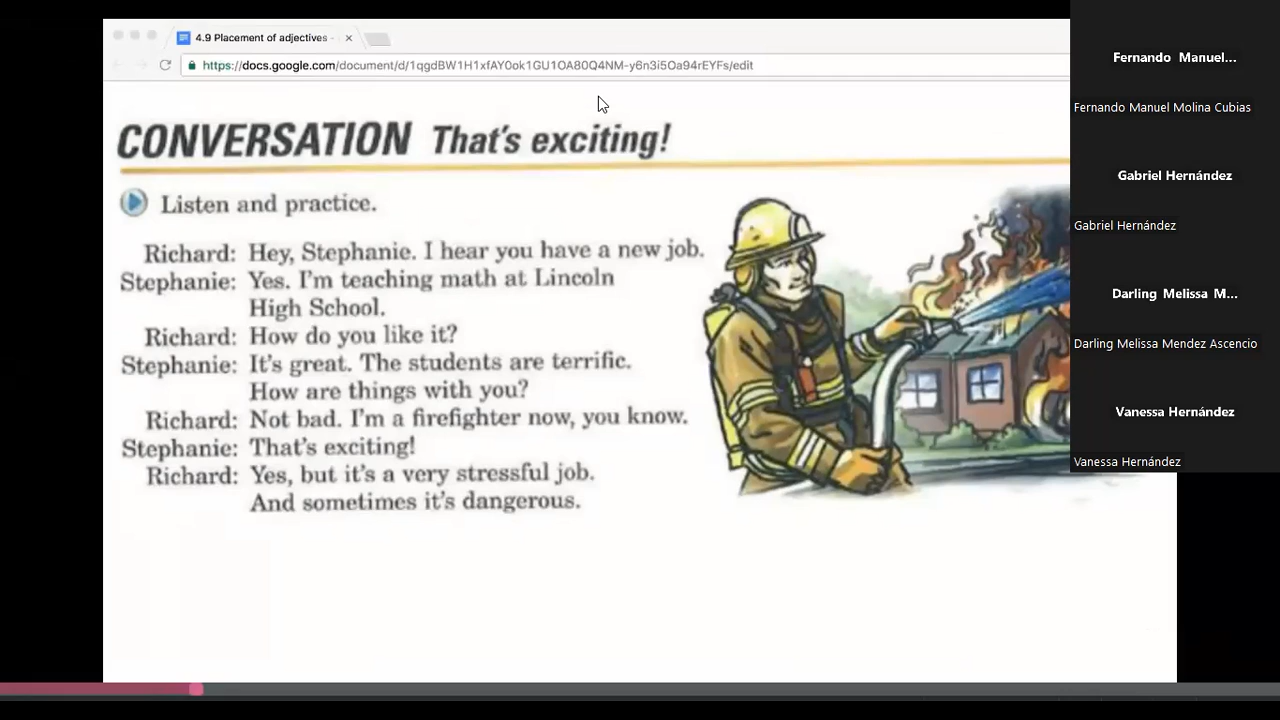 4.9 Placement of adjectives -
https://docs.google.com/document/d/1qgdBW1H1xfAY0ok1GU1OA80Q4NM-y6n3i5Oa94rEYFs/edit
CONVERSATION That's exciting!
Listen and practice.
Richard: Hey, Stephanie. I hear you have a new job.
Stephanie: Yes. I'm teaching math at Lincoln
High School.
Richard: How do you like it?
Stephanie: It's great. The students are terrific.
How are things with you?
Richard: Not bad. I'm a firefighter now, you know.
Stephanie: That's exciting!
Richard: Yes, but it's a very stressful job.
And sometimes it's dangerous.
Fernando Manuel...
Fernando Manuel Molina Cubias
Gabriel Hernández
Gabriel Hernández
Darling Melissa M...
Darling Melissa Mendez Ascencio
Vanessa Hernández
Vanessa Hernández